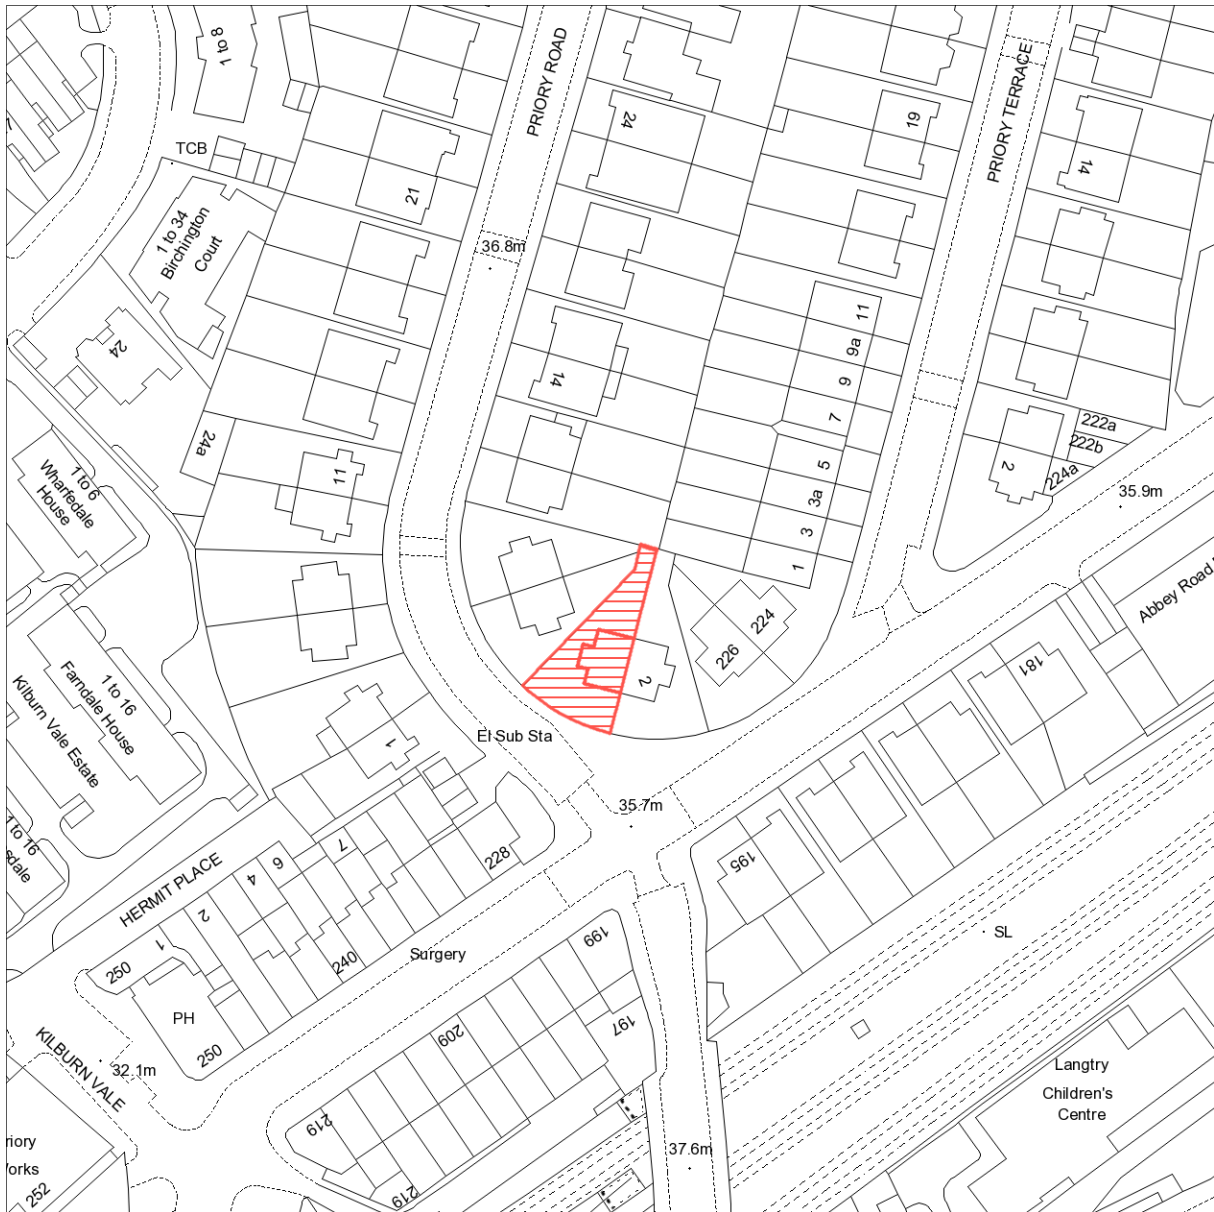 1 to 8
PRIORY ROAD
PRIORY TERRACE
24
19
TCB
14
21
1 to 34
Birchington
Court
36.8m
24
11
9a
9
7
14
24a
5
222a
222b
224a
2
11
3a
3
1
35.9m
1 to 6
Wharfedale
House
Abbey Road
224
226
2
181
1 to 16
Farndale House
Kilburn Vale Estate
El Sub Sta
1
35.7m
1 to 16
sdale
HERMIT PLACE
7
6
4
2
1
228
195
250
240
Surgery
199
SL
PH
197
209
250
KILBURN VALE
32.1m
Langtry
Children's
Centre
219
riory
orks
252
37.6m
219